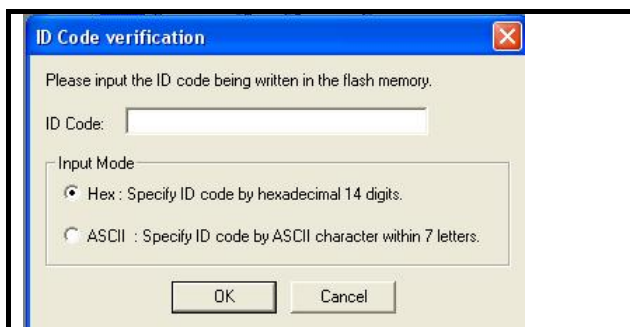 ID Code verification
Please input the ID code being written in the flash memory.
ID Code:
Input Mode
Hex : Specify ID code by hexadecimal 14 digits.
ASCII : Specify ID code by ASCII character within 7 letters.
OK Cancel